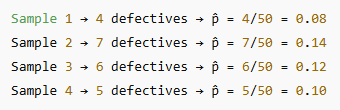 Sample 1 → 4 defectives → p̂ = 4/50 = 0.08
Sample 2 → 7 defectives → p̂ = 7/50 = 0.14
Sample 3 → 6 defectives → p̂ = 6/50 = 0.12
Sample 4 → 5 defectives → p̂ = 5/50 = 0.10